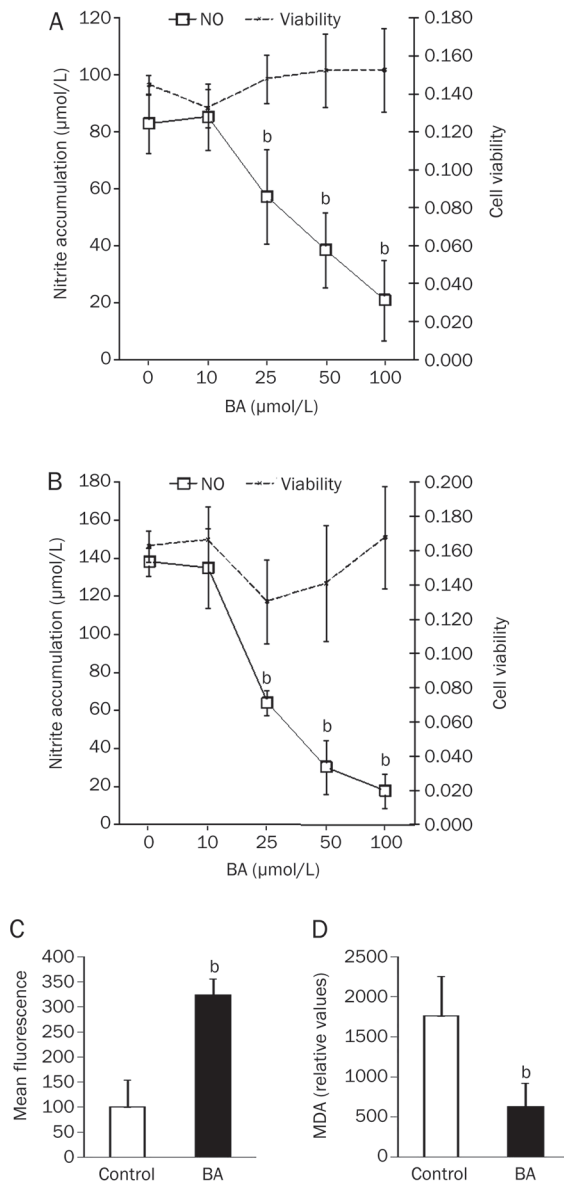 A
NO Viability
Nitrite accumulation (µmol/L)
120
100
80
60
40
20
0
0.180
0.160
0.140
0.120
0.100
0.080
0.060
0.040
0.020
0.000
Cell viability
b
b
b
0 10 25 50 100
BA (µmol/L)
B
NO Viability
Nitrite accumulation (µmol/L)
180
160
140
120
100
80
60
40
20
0
0.200
0.180
0.160
0.140
0.120
0.100
0.080
0.060
0.040
0.020
0.000
Cell viability
b
b
b
0 10 25 50 100
BA (µmol/L)
C
Mean fluorescence
400
350
300
250
200
150
100
50
0
b
Control BA
D
MDA (relative values)
2500
2000
1500
1000
500
0
b
Control BA